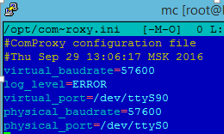 mc [root@
/opt/com~roxy.ini [-M-O] 0 L:
#ComProxy configuration file
#Thu Sep 29 13:06:17 MSK 2016
virtual_baudrate=57600
log_level=ERROR
virtual_port=/dev/ttyS90
physical_baudrate=57600
physical_port=/dev/ttyS0